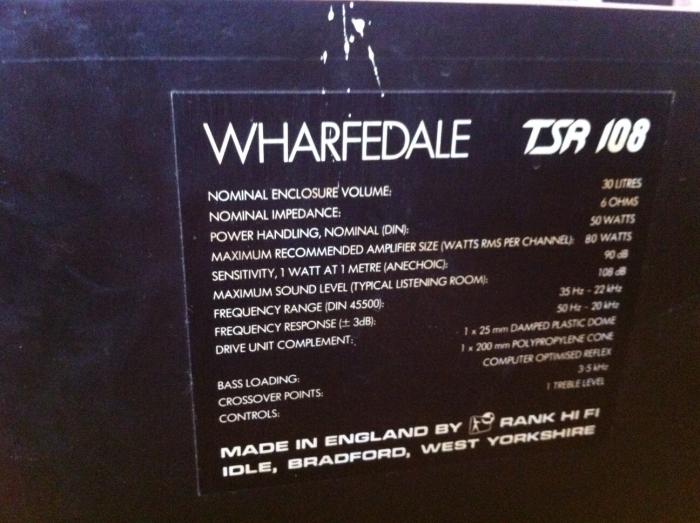 WHARFEDALE TSR 108
NOMINAL ENCLOSURE VOLUME: 30 LITRES
NOMINAL IMPEDANCE: 6 OHMS
POWER HANDLING, NOMINAL (DIN): 50 WATTS
MAXIMUM RECOMMENDED AMPLIFIER SIZE (WATTS RMS PER CHANNEL): 80 WATTS
SENSITIVITY, 1 WATT AT 1 METRE (ANECHOIC): 90 dB
MAXIMUM SOUND LEVEL (TYPICAL LISTENING ROOM): 108 dB
FREQUENCY RANGE (DIN 45500): 35 Hz - 22 kHz
FREQUENCY RESPONSE (± 3dB): 50 Hz - 20 kHz
DRIVE UNIT COMPLEMENT: 1 x 25 mm DAMPED PLASTIC DOME
1 x 200 mm POLYPROPYLENE CONE
BASS LOADING: COMPUTER OPTIMISED REFLEX
CROSSOVER POINTS: 3·5 kHz
CONTROLS: 1 TREBLE LEVEL
MADE IN ENGLAND BY RANK HI FI
IDLE, BRADFORD, WEST YORKSHIRE